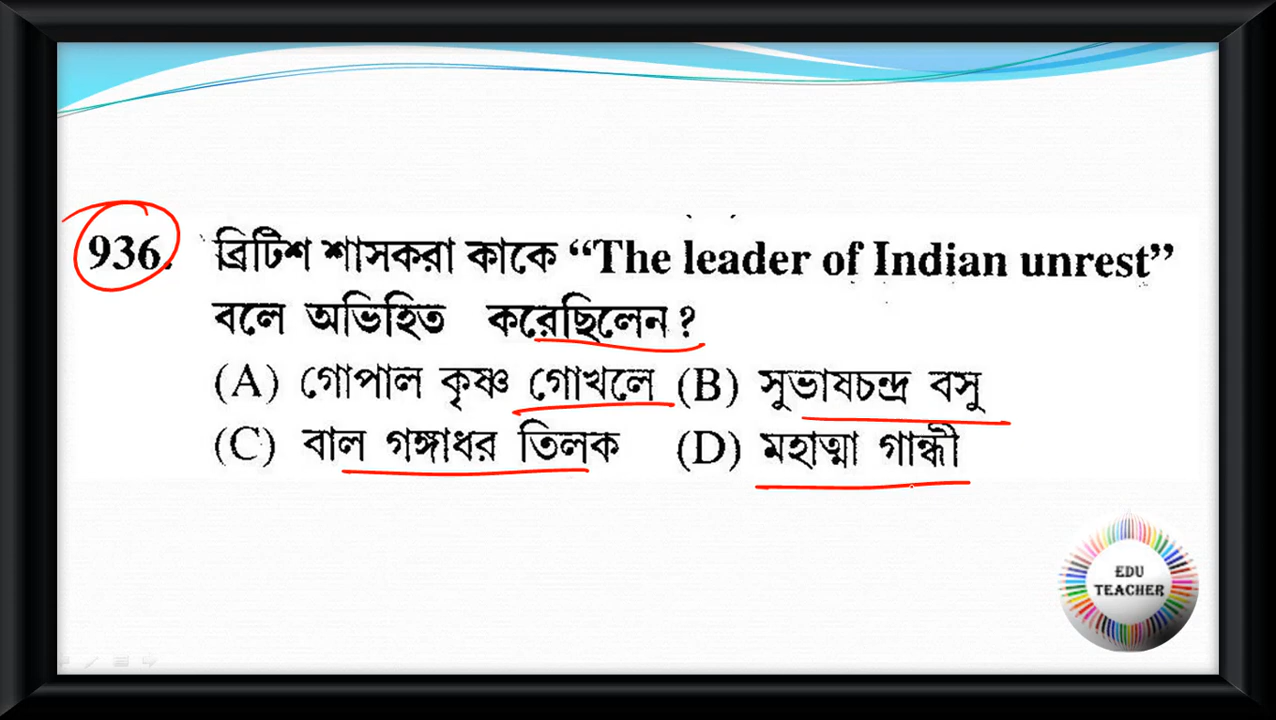 936. ব্রিটিশ শাসকরা কাকে “The leader of Indian unrest”
বলে অভিহিত করেছিলেন ?
(A) গোপাল কৃষ্ণ গোখলে (B) সুভাষচন্দ্র বসু
(C) বাল গঙ্গাধর তিলক (D) মহাত্মা গান্ধী
EDU
TEACHER